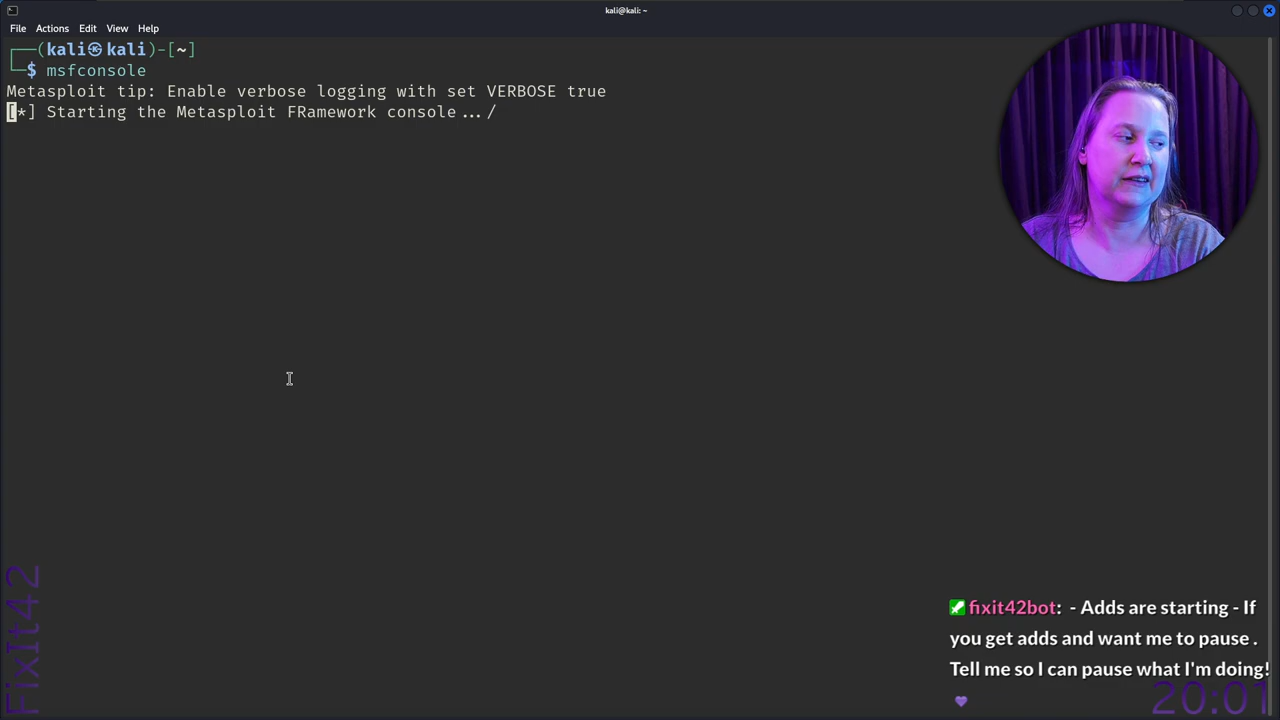 kali@kali: ~
File Actions Edit View Help
┌──(kali㉿kali)-[~]
└─$ msfconsole
Metasploit tip: Enable verbose logging with set VERBOSE true
[*] Starting the Metasploit FRamework console.../
fixit42bot: - Adds are starting - If
you get adds and want me to pause .
Tell me so I can pause what I'm doing!
💜
FixIt42
20:01